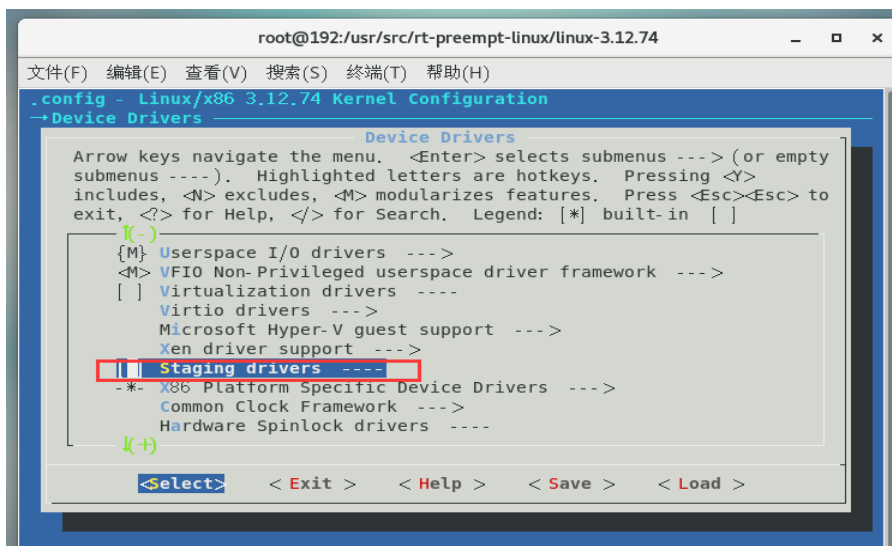 root@192:/usr/src/rt-preempt-linux/linux-3.12.74
文件(F) 编辑(E) 查看(V) 搜索(S) 终端(T) 帮助(H)
.config - Linux/x86 3.12.74 Kernel Configuration
→Device Drivers
Device Drivers
Arrow keys navigate the menu. <Enter> selects submenus ---> (or empty
submenus ----). Highlighted letters are hotkeys. Pressing <Y>
includes, <N> excludes, <M> modularizes features. Press <Esc><Esc> to
exit, <?> for Help, </> for Search. Legend: [*] built-in [ ]
↑(-)
{M} Userspace I/O drivers --->
<M> VFIO Non-Privileged userspace driver framework --->
[ ] Virtualization drivers ----
Virtio drivers --->
Microsoft Hyper-V guest support --->
Xen driver support --->
[ ] Staging drivers ----
-*- X86 Platform Specific Device Drivers --->
Common Clock Framework --->
Hardware Spinlock drivers ----
↓(+)
<Select> < Exit > < Help > < Save > < Load >